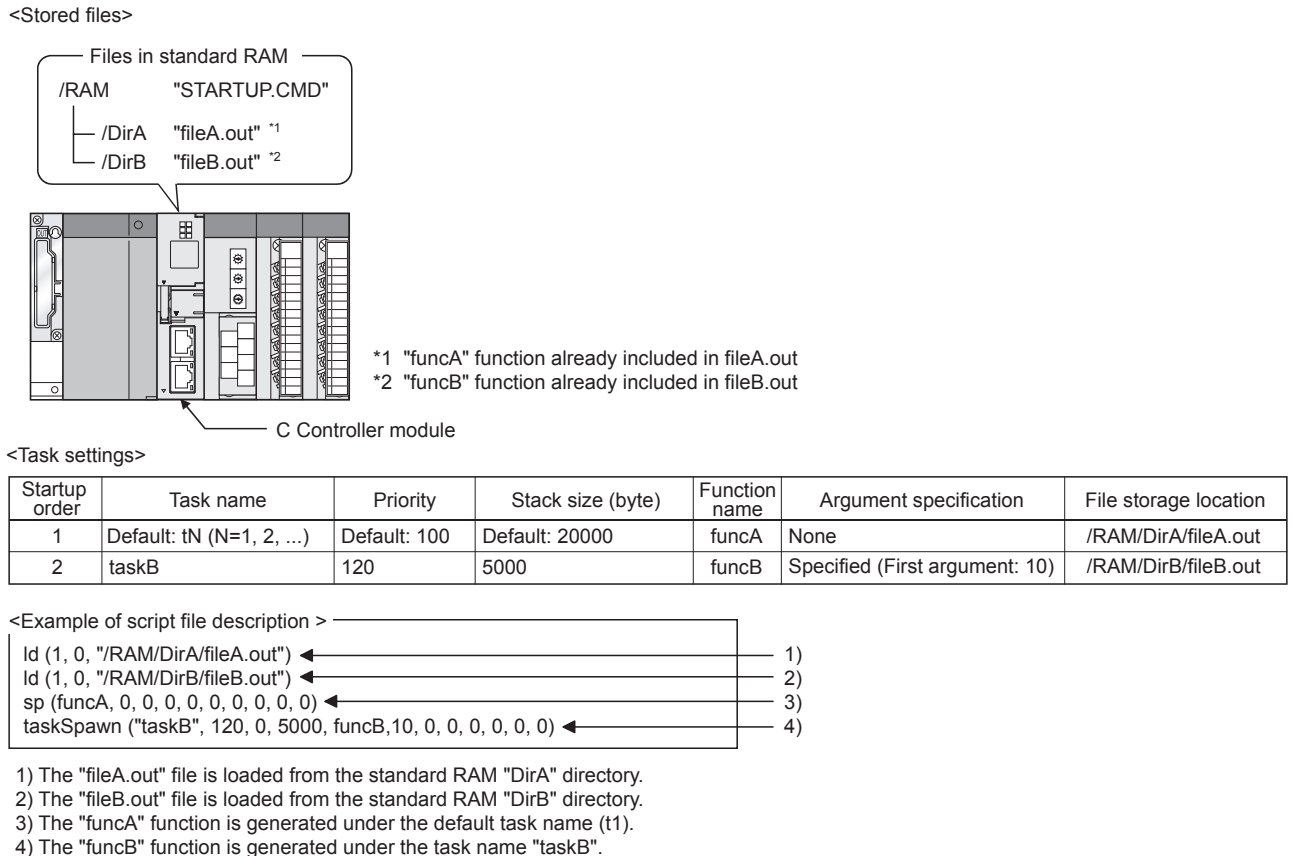 <Stored files>
Files in standard RAM
/RAM "STARTUP.CMD"
/DirA "fileA.out" *1
/DirB "fileB.out" *2
OUT
*1 "funcA" function already included in fileA.out
*2 "funcB" function already included in fileB.out
C Controller module
<Task settings>
Startup order Task name Priority Stack size (byte) Function name Argument specification File storage location
1 Default: tN (N=1, 2, ...) Default: 100 Default: 20000 funcA None /RAM/DirA/fileA.out
2 taskB 120 5000 funcB Specified (First argument: 10) /RAM/DirB/fileB.out
<Example of script file description >
ld (1, 0, "/RAM/DirA/fileA.out") 1)
ld (1, 0, "/RAM/DirB/fileB.out") 2)
sp (funcA, 0, 0, 0, 0, 0, 0, 0, 0, 0) 3)
taskSpawn ("taskB", 120, 0, 5000, funcB,10, 0, 0, 0, 0, 0, 0) 4)
1) The "fileA.out" file is loaded from the standard RAM "DirA" directory.
2) The "fileB.out" file is loaded from the standard RAM "DirB" directory.
3) The "funcA" function is generated under the default task name (t1).
4) The "funcB" function is generated under the task name "taskB".